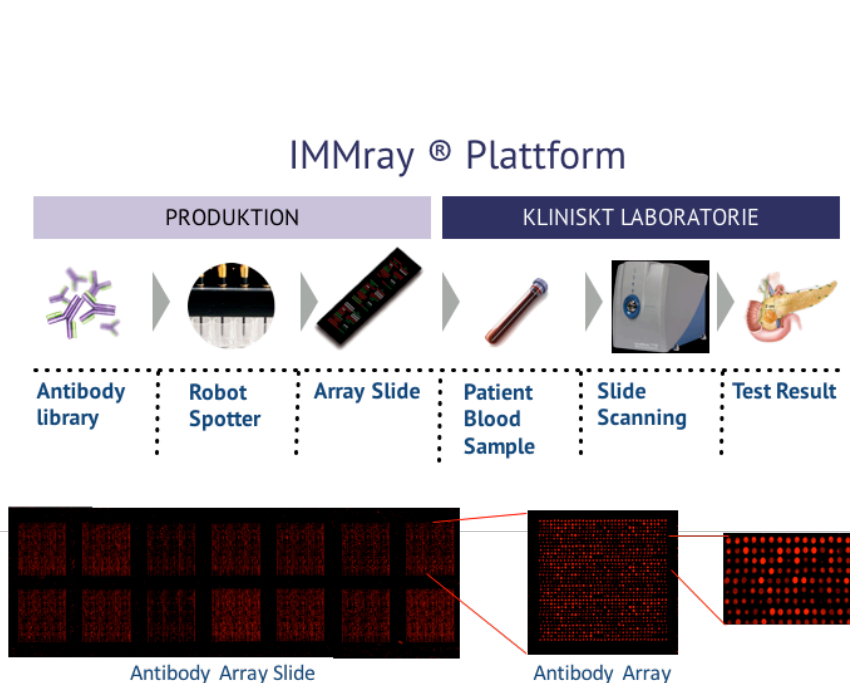 IMMray ® Plattform
PRODUKTION
KLINISKT LABORATORIE
Antibody
library
Robot
Spotter
Array Slide
Patient
Blood
Sample
Slide
Scanning
Test Result
Antibody Array Slide
Antibody Array